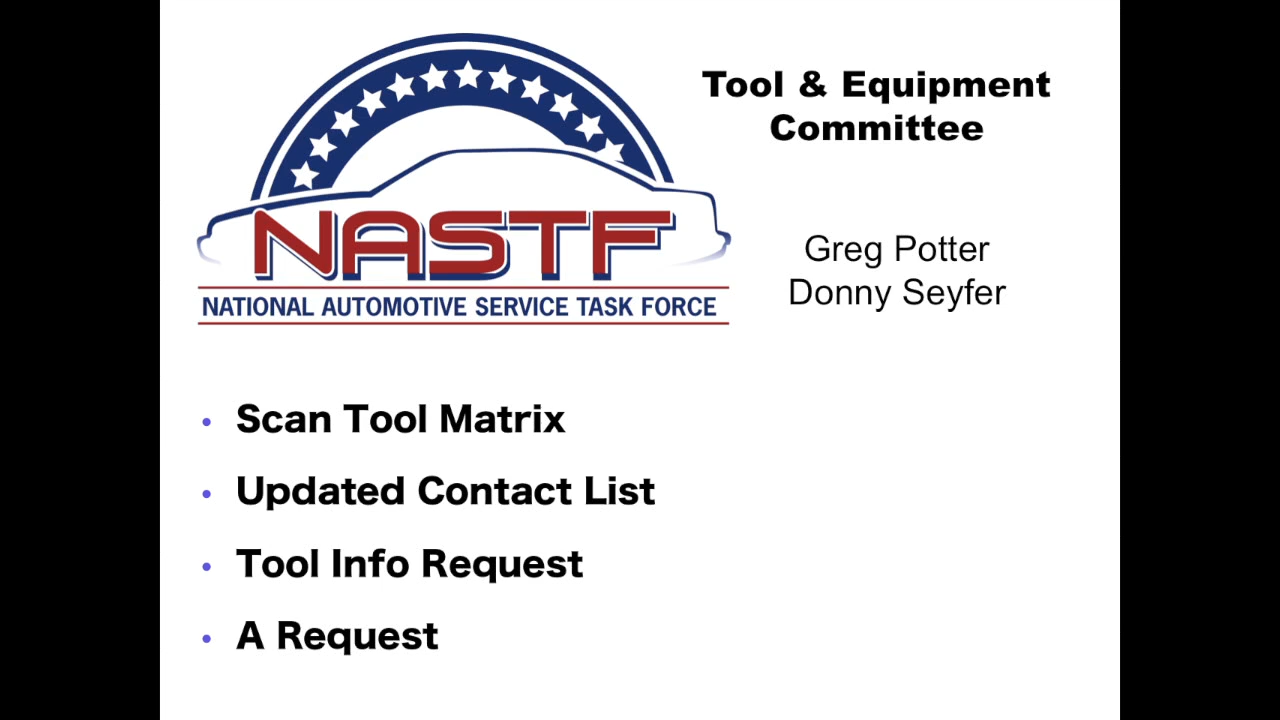 Tool & Equipment
Committee
NASTF
NATIONAL AUTOMOTIVE SERVICE TASK FORCE
Greg Potter
Donny Seyfer
• Scan Tool Matrix
• Updated Contact List
• Tool Info Request
• A Request